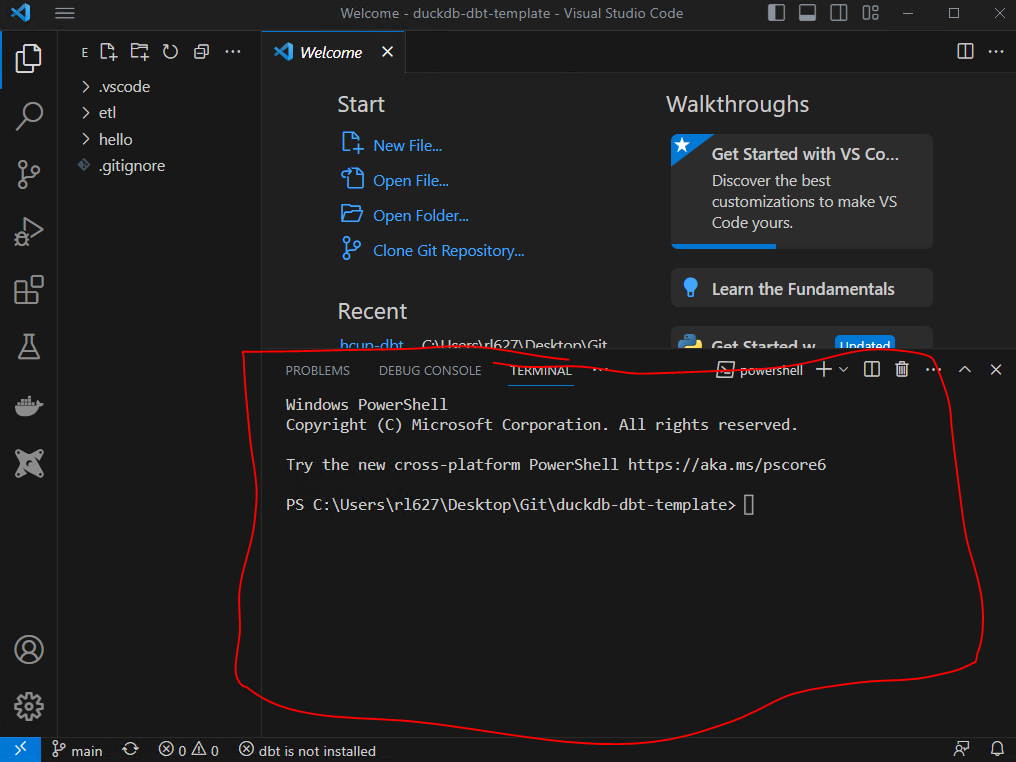 Welcome - duckdb-dbt-template - Visual Studio Code
E
.vscode
etl
hello
.gitignore
Welcome
Start
New File...
Open File...
Open Folder...
Clone Git Repository...
Recent
hcup-dbt C:\Users\rl627\Desktop\Git
Walkthroughs
Get Started with VS Co...
Discover the best
customizations to make VS
Code yours.
Learn the Fundamentals
Get Started w... Updated
PROBLEMS DEBUG CONSOLE TERMINAL ... powershell
Windows PowerShell
Copyright (C) Microsoft Corporation. All rights reserved.
Try the new cross-platform PowerShell https://aka.ms/pscore6
PS C:\Users\rl627\Desktop\Git\duckdb-dbt-template>
main 0 0 dbt is not installed